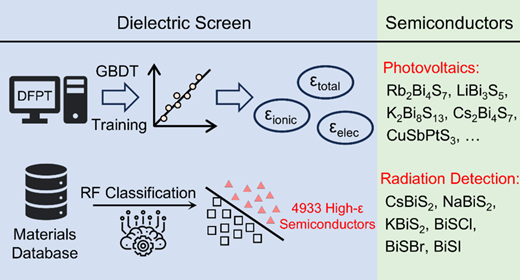 Dielectric Screen
Semiconductors
DFPT
GBDT
Training
εtotal
εionic
εelec
Photovoltaics:
Rb₂Bi₄S₇, LiBi₃S₅,
K₂Bi₈S₁₃, Cs₂Bi₄S₇,
CuSbPtS₃, …
Materials
Database
RF Classification
4933 High-ε
Semiconductors
Radiation Detection:
CsBiS₂, NaBiS₂,
KBiS₂, BiSCl,
BiSBr, BiSI